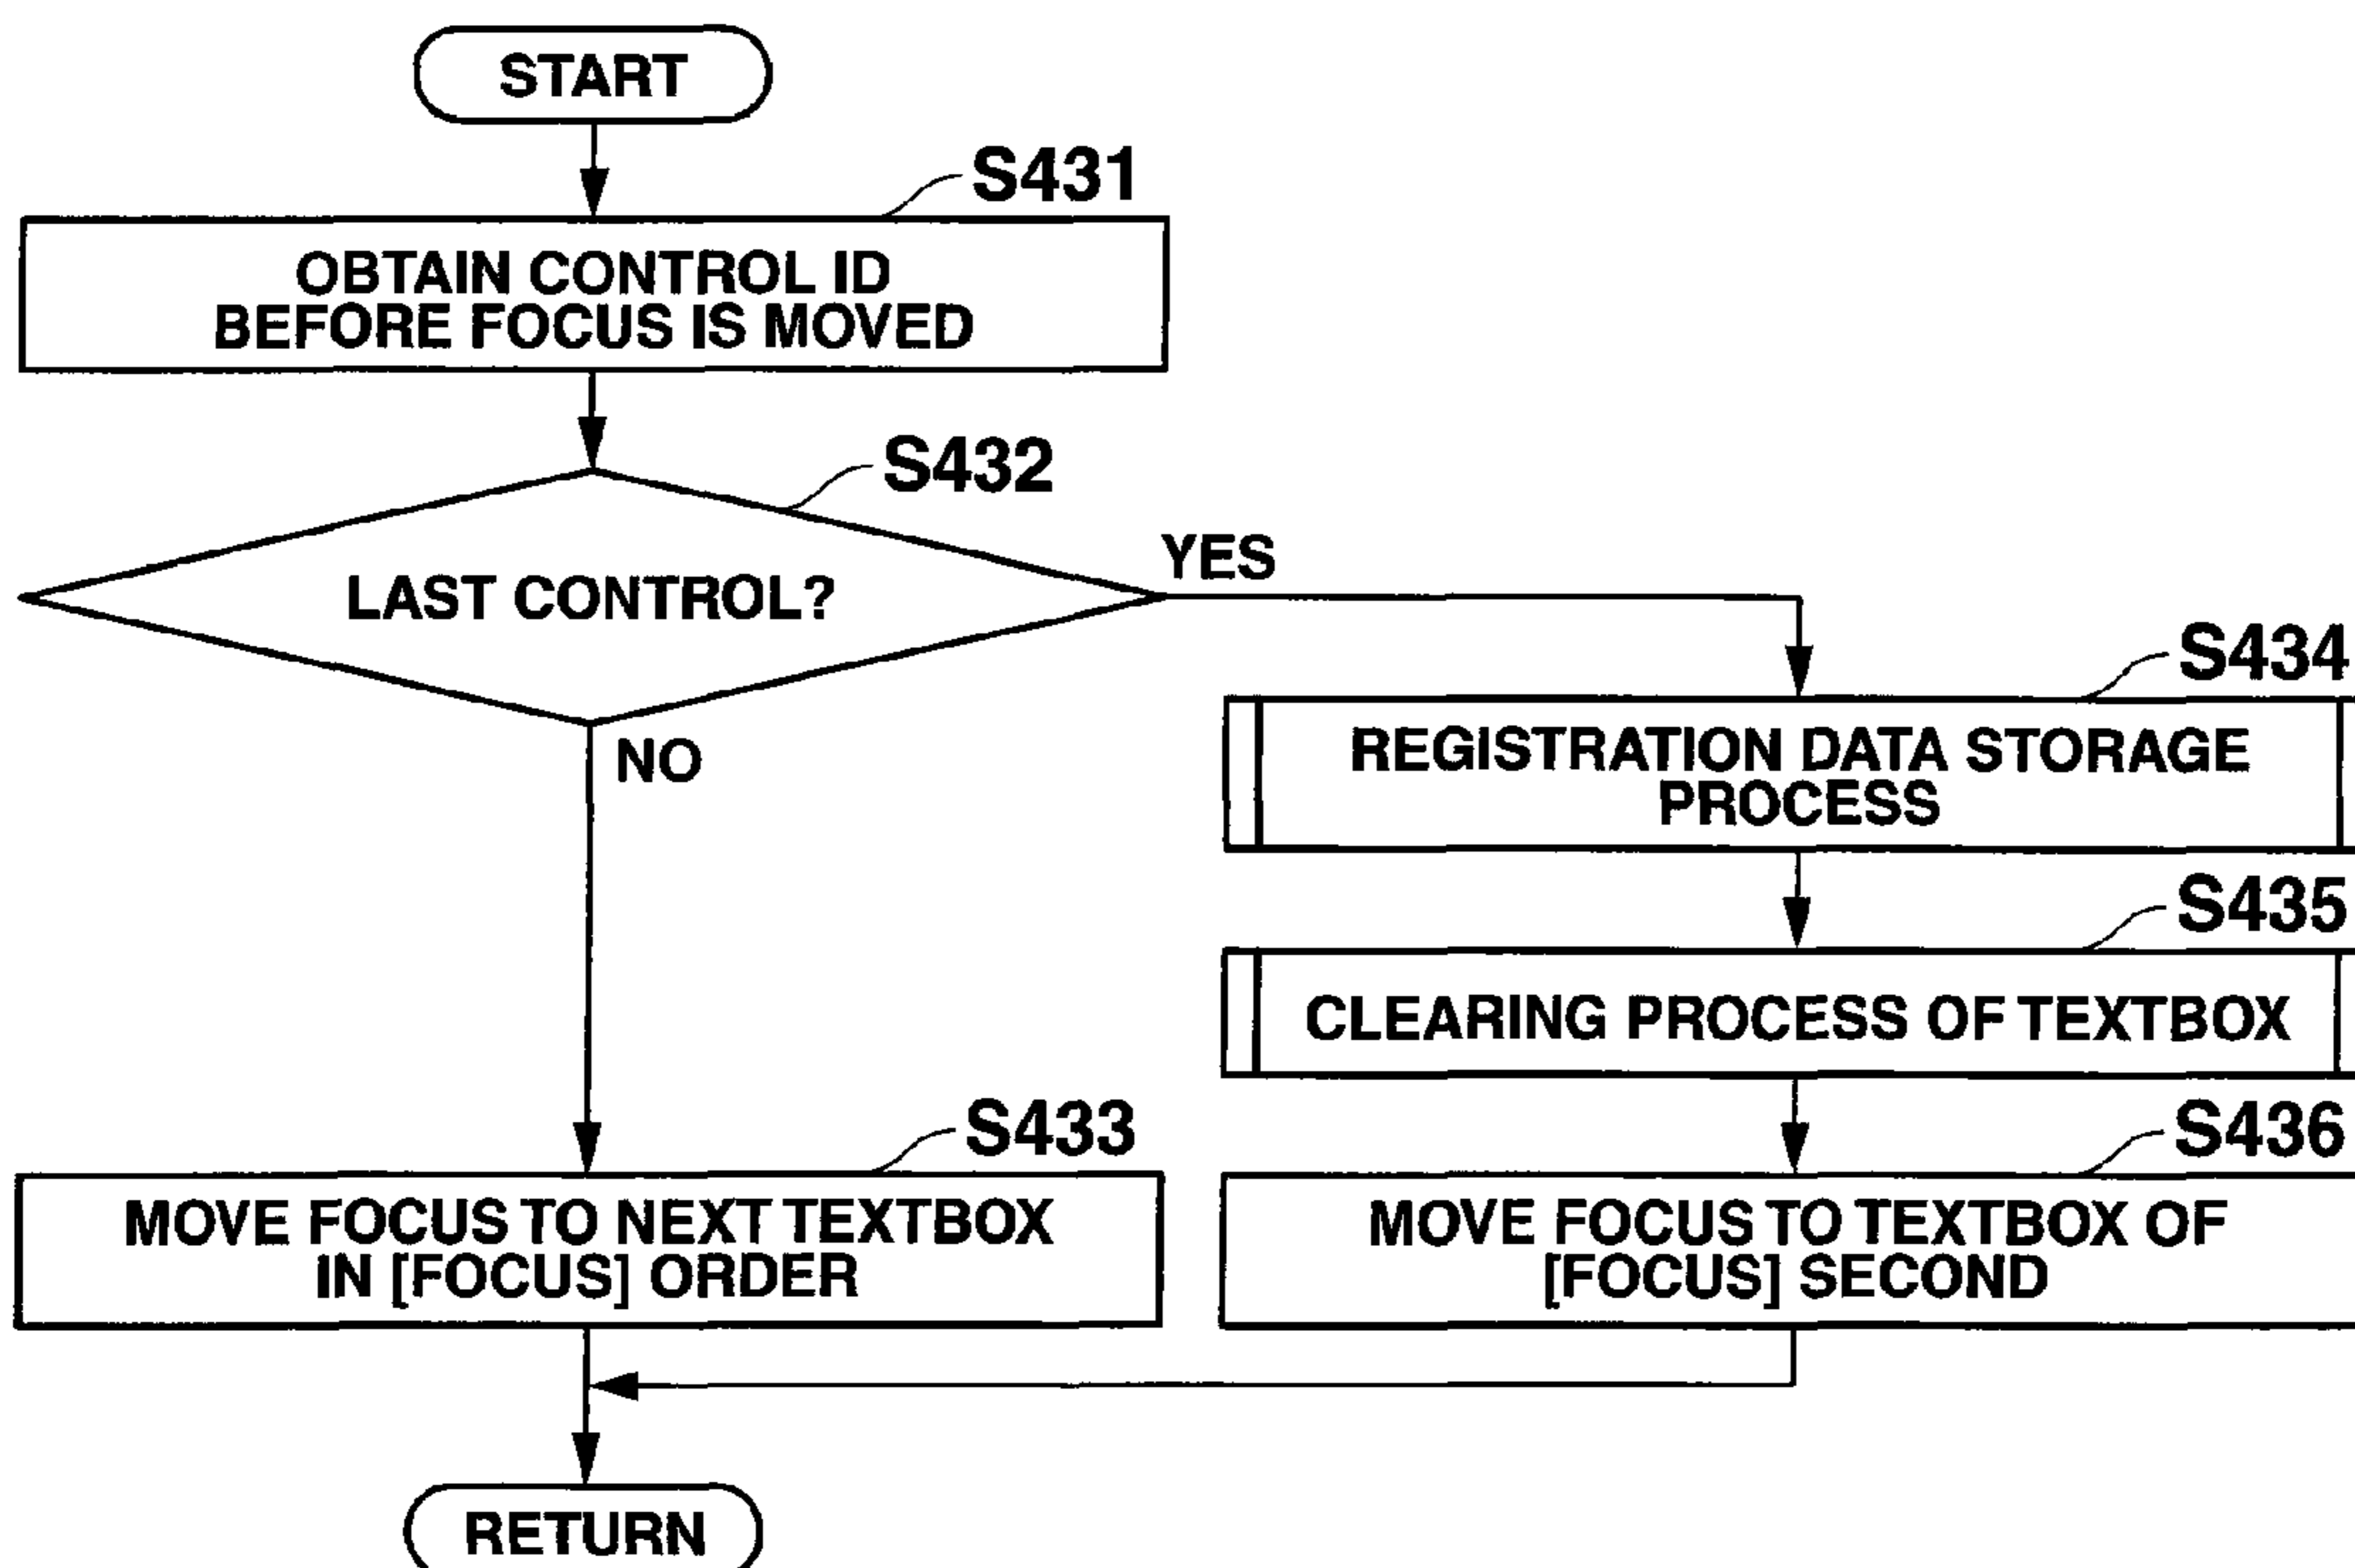 START
S431
OBTAIN CONTROL ID
BEFORE FOCUS IS MOVED
S432
LAST CONTROL?
YES
NO
S434
REGISTRATION DATA STORAGE
PROCESS
S435
CLEARING PROCESS OF TEXTBOX
S433
MOVE FOCUS TO NEXT TEXTBOX
IN [FOCUS] ORDER
S436
MOVE FOCUS TO TEXTBOX OF
[FOCUS] SECOND
RETURN